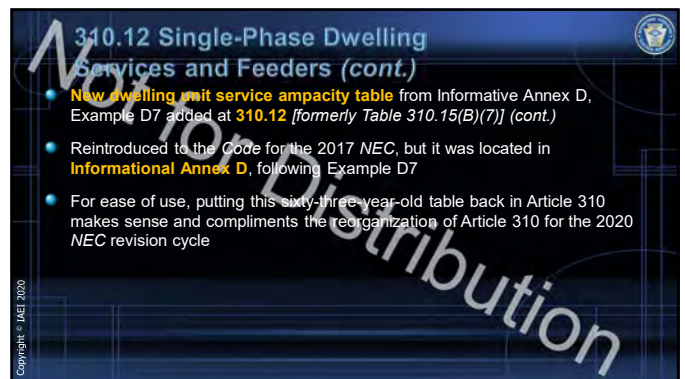 310.12 Single-Phase Dwelling
Services and Feeders (cont.)
New dwelling unit service ampacity table from Informative Annex D,
Example D7 added at 310.12 [formerly Table 310.15(B)(7)] (cont.)
Reintroduced to the Code for the 2017 NEC, but it was located in
Informational Annex D, following Example D7
For ease of use, putting this sixty-three-year-old table back in Article 310
makes sense and compliments the reorganization of Article 310 for the 2020
NEC revision cycle
Not for Distribution
Copyright © IAEI 2020